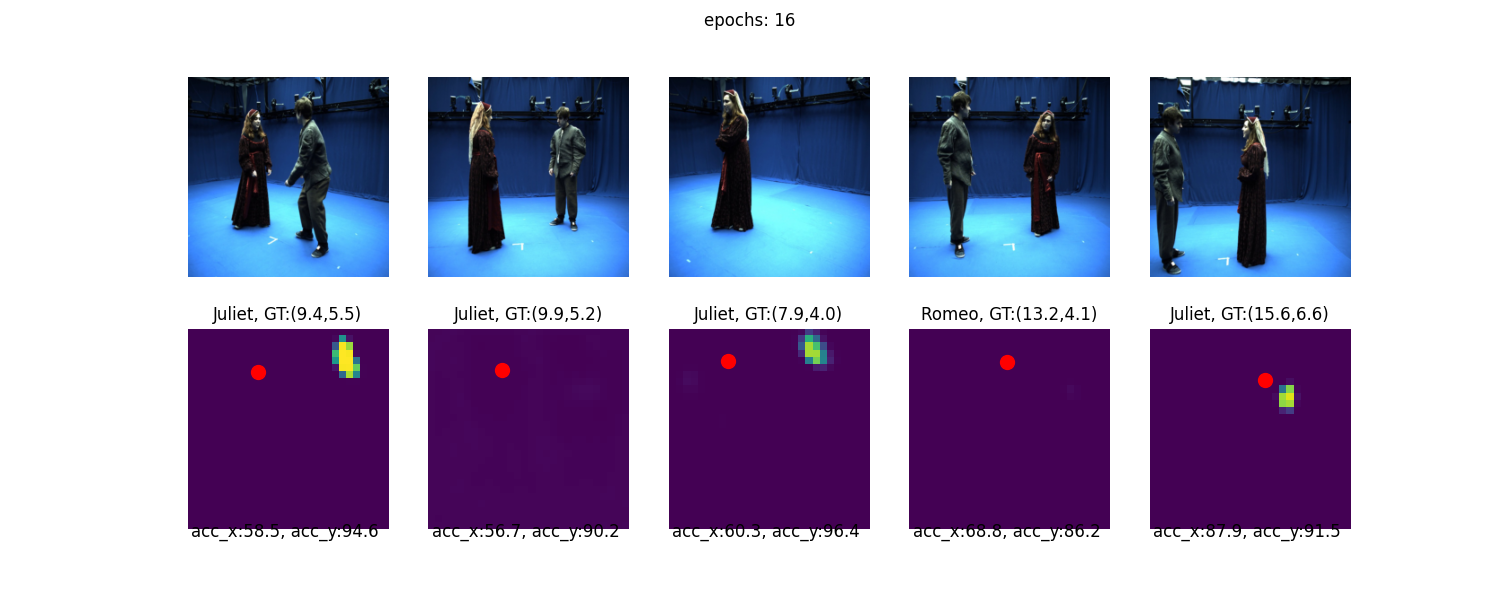 epochs: 16
Juliet, GT:(9.4,5.5)
Juliet, GT:(9.9,5.2)
Juliet, GT:(7.9,4.0)
Romeo, GT:(13.2,4.1)
Juliet, GT:(15.6,6.6)
acc_x:58.5, acc_y:94.6
acc_x:56.7, acc_y:90.2
acc_x:60.3, acc_y:96.4
acc_x:68.8, acc_y:86.2
acc_x:87.9, acc_y:91.5